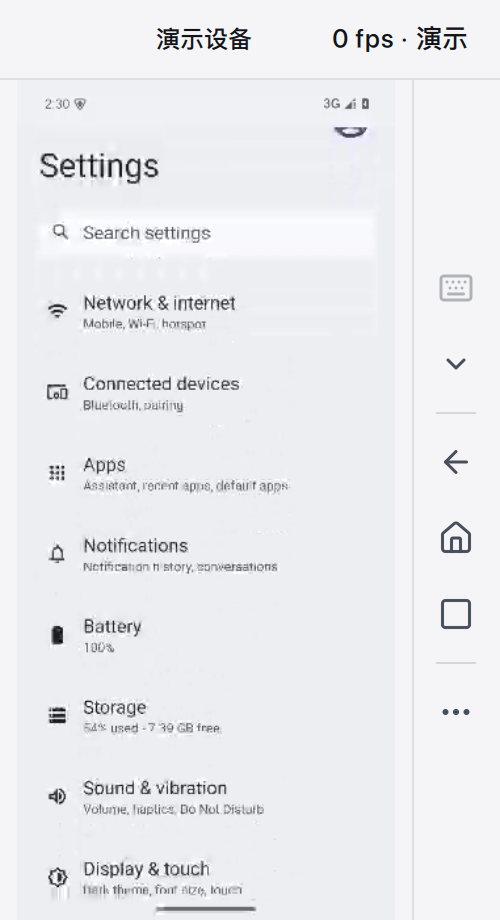 演示设备
0 fps · 演示
2:30
3G
Settings
Search settings
Network & internet
Mobile, Wi-Fi, hotspot
Connected devices
Bluetooth, pairing
Apps
Assistant, recent apps, default apps
Notifications
Notification history, conversations
Battery
100%
Storage
54% used - 7.39 GB free
Sound & vibration
Volume, haptics, Do Not Disturb
Display & touch
Dark theme, font size, touch